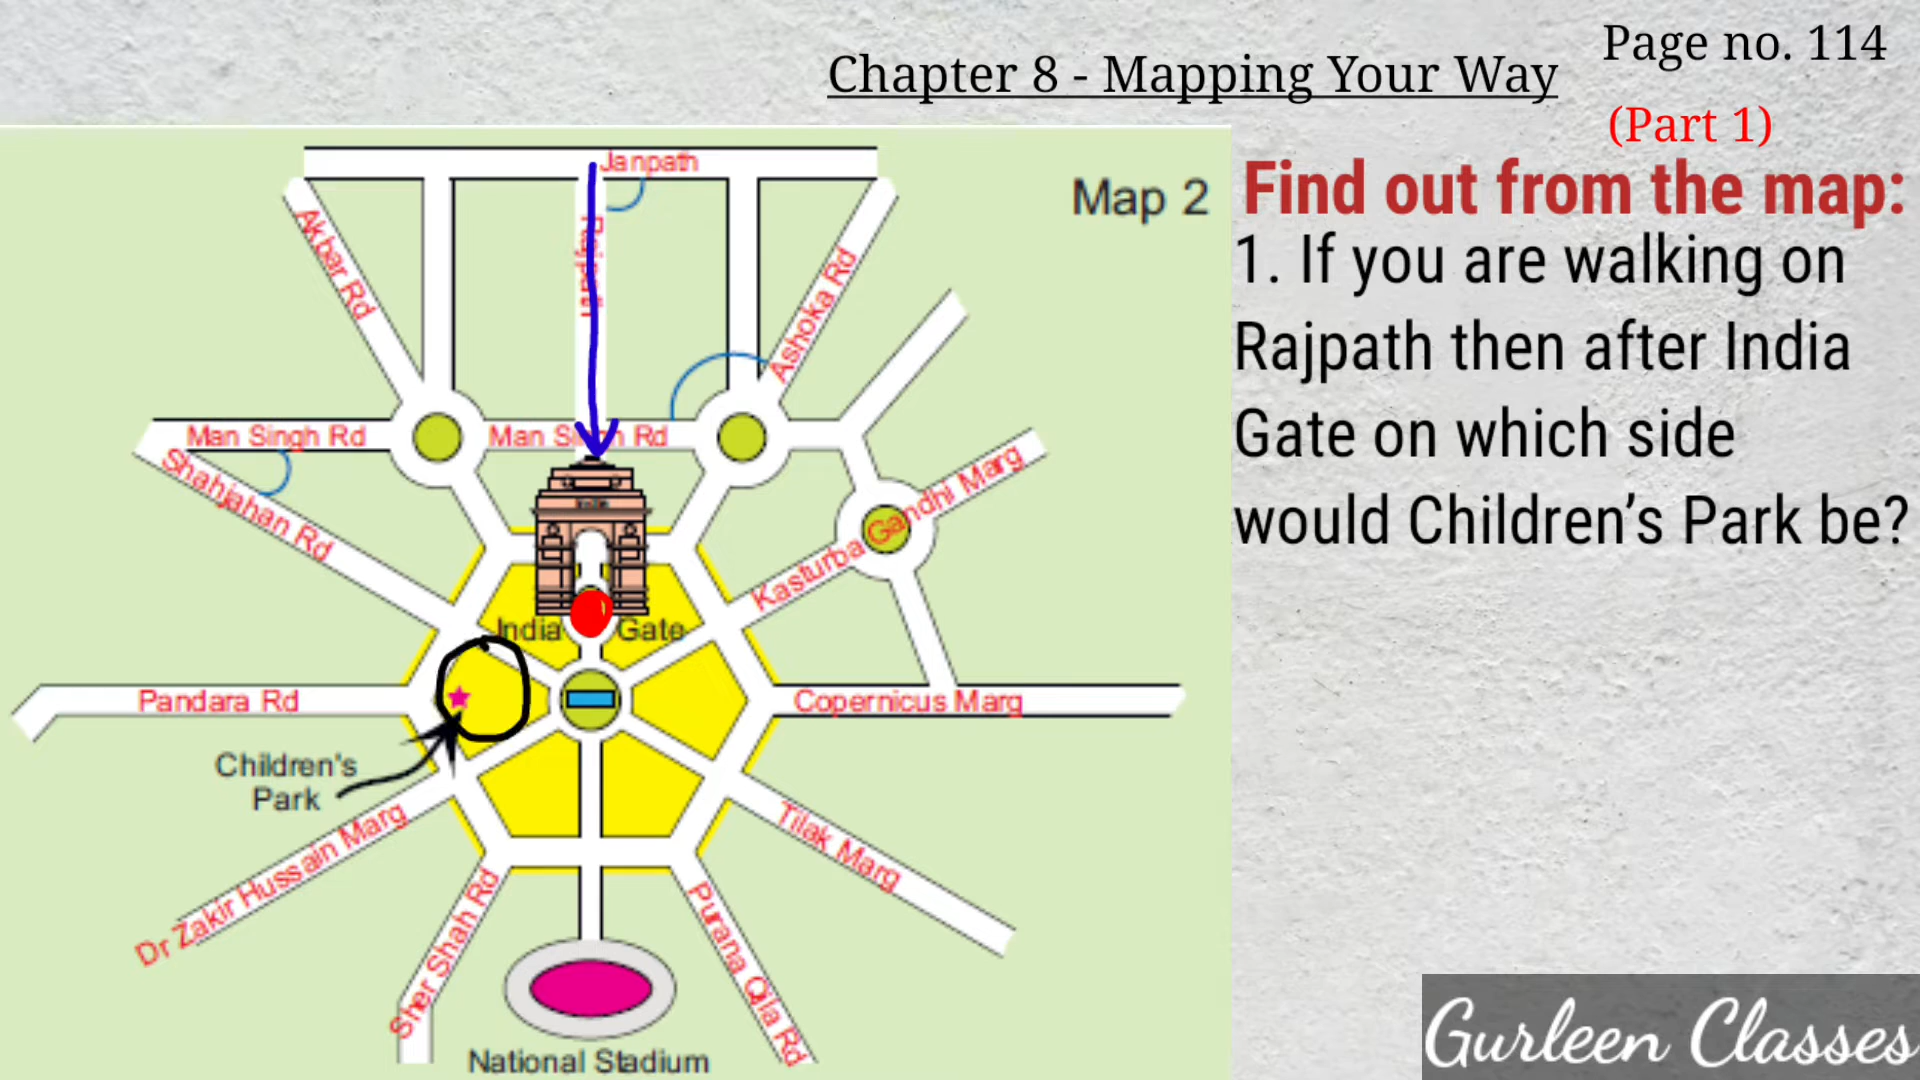 Page no. 114
Chapter 8 - Mapping Your Way
(Part 1)
Janpath
Map 2
Find out from the map:
1. If you are walking on
Rajpath then after India
Gate on which side
would Children's Park be?
Akbar Rd
Ashoka Rd
Man Singh Rd
Man Singh Rd
Shahjahan Rd
Kasturba Gandhi Marg
India Gate
Pandara Rd
Copernicus Marg
Children's
Park
Dr Zakir Hussain Marg
Tilak Marg
Sher Shah Rd
Purana Qila Rd
National Stadium
Gurleen Classes